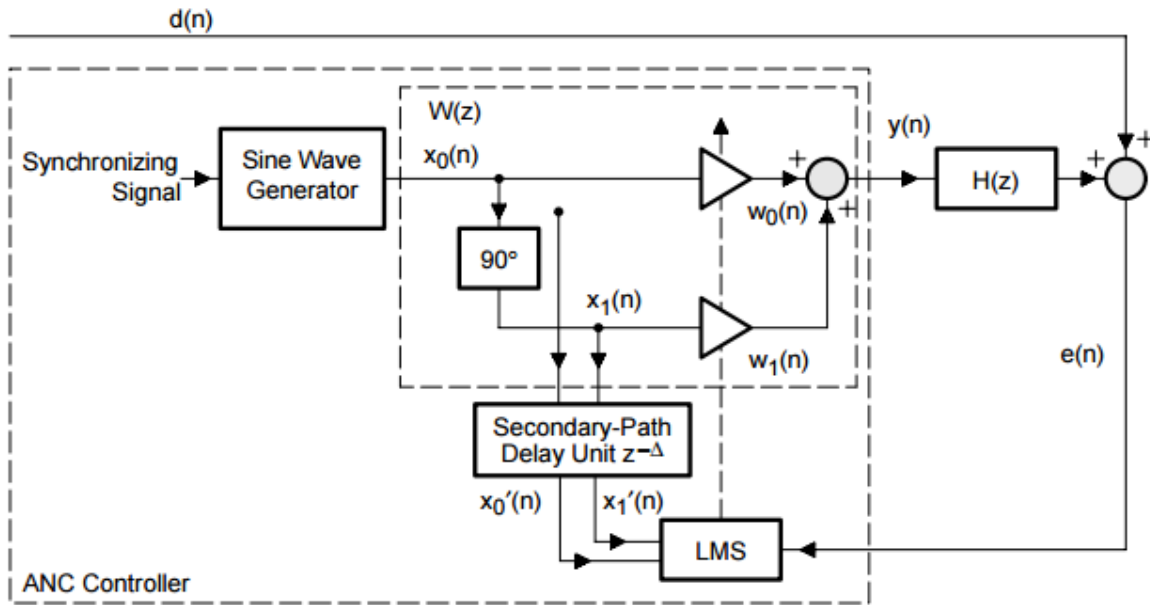 d(n)
W(z)
y(n)
+
Synchronizing
Signal
Sine Wave
Generator
x0(n)
+
+
H(z)
+
w0(n)
+
90°
x1(n)
w1(n)
e(n)
Secondary-Path
Delay Unit z−Δ
x0′(n)
x1′(n)
LMS
ANC Controller